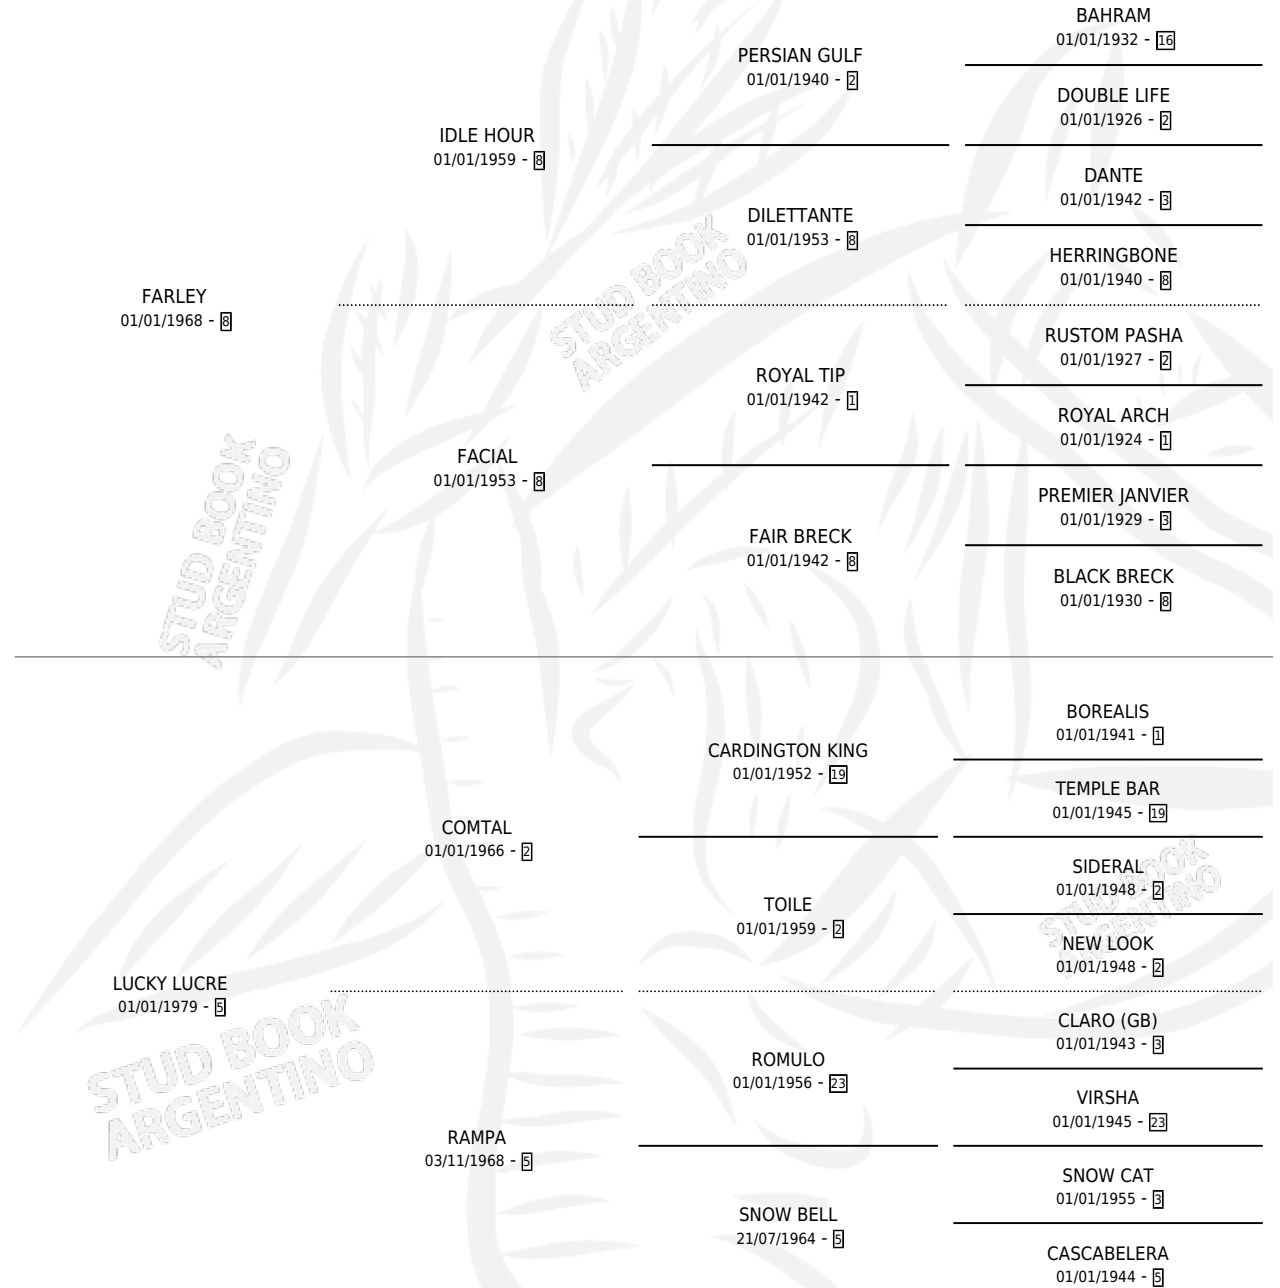 BAHRAM
01/01/1932 - 16
PERSIAN GULF
01/01/1940 - 2
DOUBLE LIFE
01/01/1926 - 2
IDLE HOUR
01/01/1959 - 8
DANTE
01/01/1942 - 3
DILETTANTE
01/01/1953 - 8
HERRINGBONE
01/01/1940 - 8
FARLEY
01/01/1968 - 8
RUSTOM PASHA
01/01/1927 - 2
ROYAL TIP
01/01/1942 - 1
ROYAL ARCH
01/01/1924 - 1
FACIAL
01/01/1953 - 8
PREMIER JANVIER
01/01/1929 - 3
FAIR BRECK
01/01/1942 - 8
BLACK BRECK
01/01/1930 - 8
BOREALIS
01/01/1941 - 1
CARDINGTON KING
01/01/1952 - 19
TEMPLE BAR
01/01/1945 - 19
COMTAL
01/01/1966 - 2
SIDERAL
01/01/1948 - 2
TOILE
01/01/1959 - 2
NEW LOOK
01/01/1948 - 2
LUCKY LUCRE
01/01/1979 - 5
CLARO (GB)
01/01/1943 - 3
ROMULO
01/01/1956 - 23
VIRSHA
01/01/1945 - 23
RAMPA
03/11/1968 - 5
SNOW CAT
01/01/1955 - 3
SNOW BELL
21/07/1964 - 5
CASCABELERA
01/01/1944 - 5
STUD BOOK
ARGENTINO
STUD BOOK
ARGENTINO
STUD BOOK
ARGENTINO
STUD BOOK
ARGENTINO